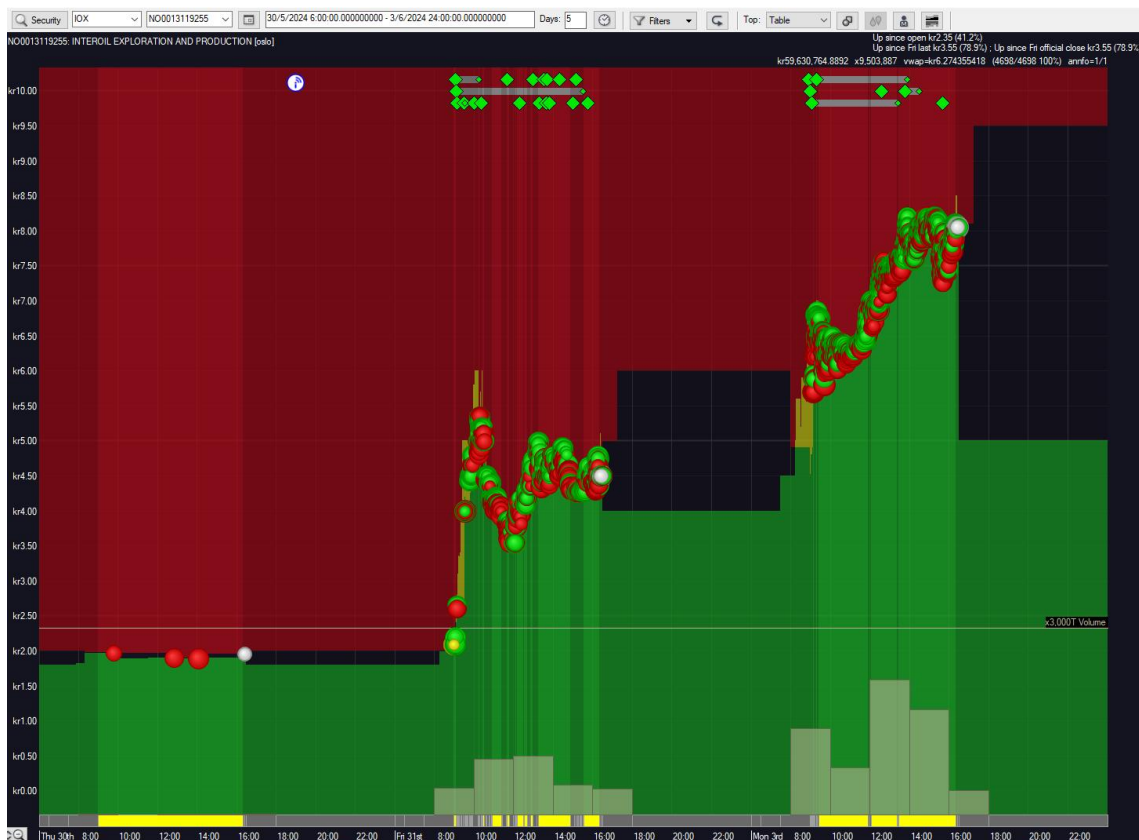 Security IOX NO0013119255 30/5/2024 6:00:00.000000000 - 3/6/2024 24:00:00.000000000 Days: 5 Filters Top: Table
NO0013119255: INTEROIL EXPLORATION AND PRODUCTION [oslo]
Up since open kr2.35 (41.2%)
Up since Fri last kr3.55 (78.9%) ; Up since Fri official close kr3.55 (78.9%
kr59,630,764.8892 x9,503,887 vwap=kr6.274355418 (4698/4698 100%) annfo=1/1
kr10.00
kr9.50
kr9.00
kr8.50
kr8.00
kr7.50
kr7.00
kr6.50
kr6.00
kr5.50
kr5.00
kr4.50
kr4.00
kr3.50
kr3.00
kr2.50
x3,000T Volume
kr2.00
kr1.50
kr1.00
kr0.50
kr0.00
Thu 30th 8:00 10:00 12:00 14:00 16:00 18:00 20:00 22:00 Fri 31st 8:00 10:00 12:00 14:00 16:00 18:00 20:00 22:00 Mon 3rd 8:00 10:00 12:00 14:00 16:00 18:00 20:00 22:00